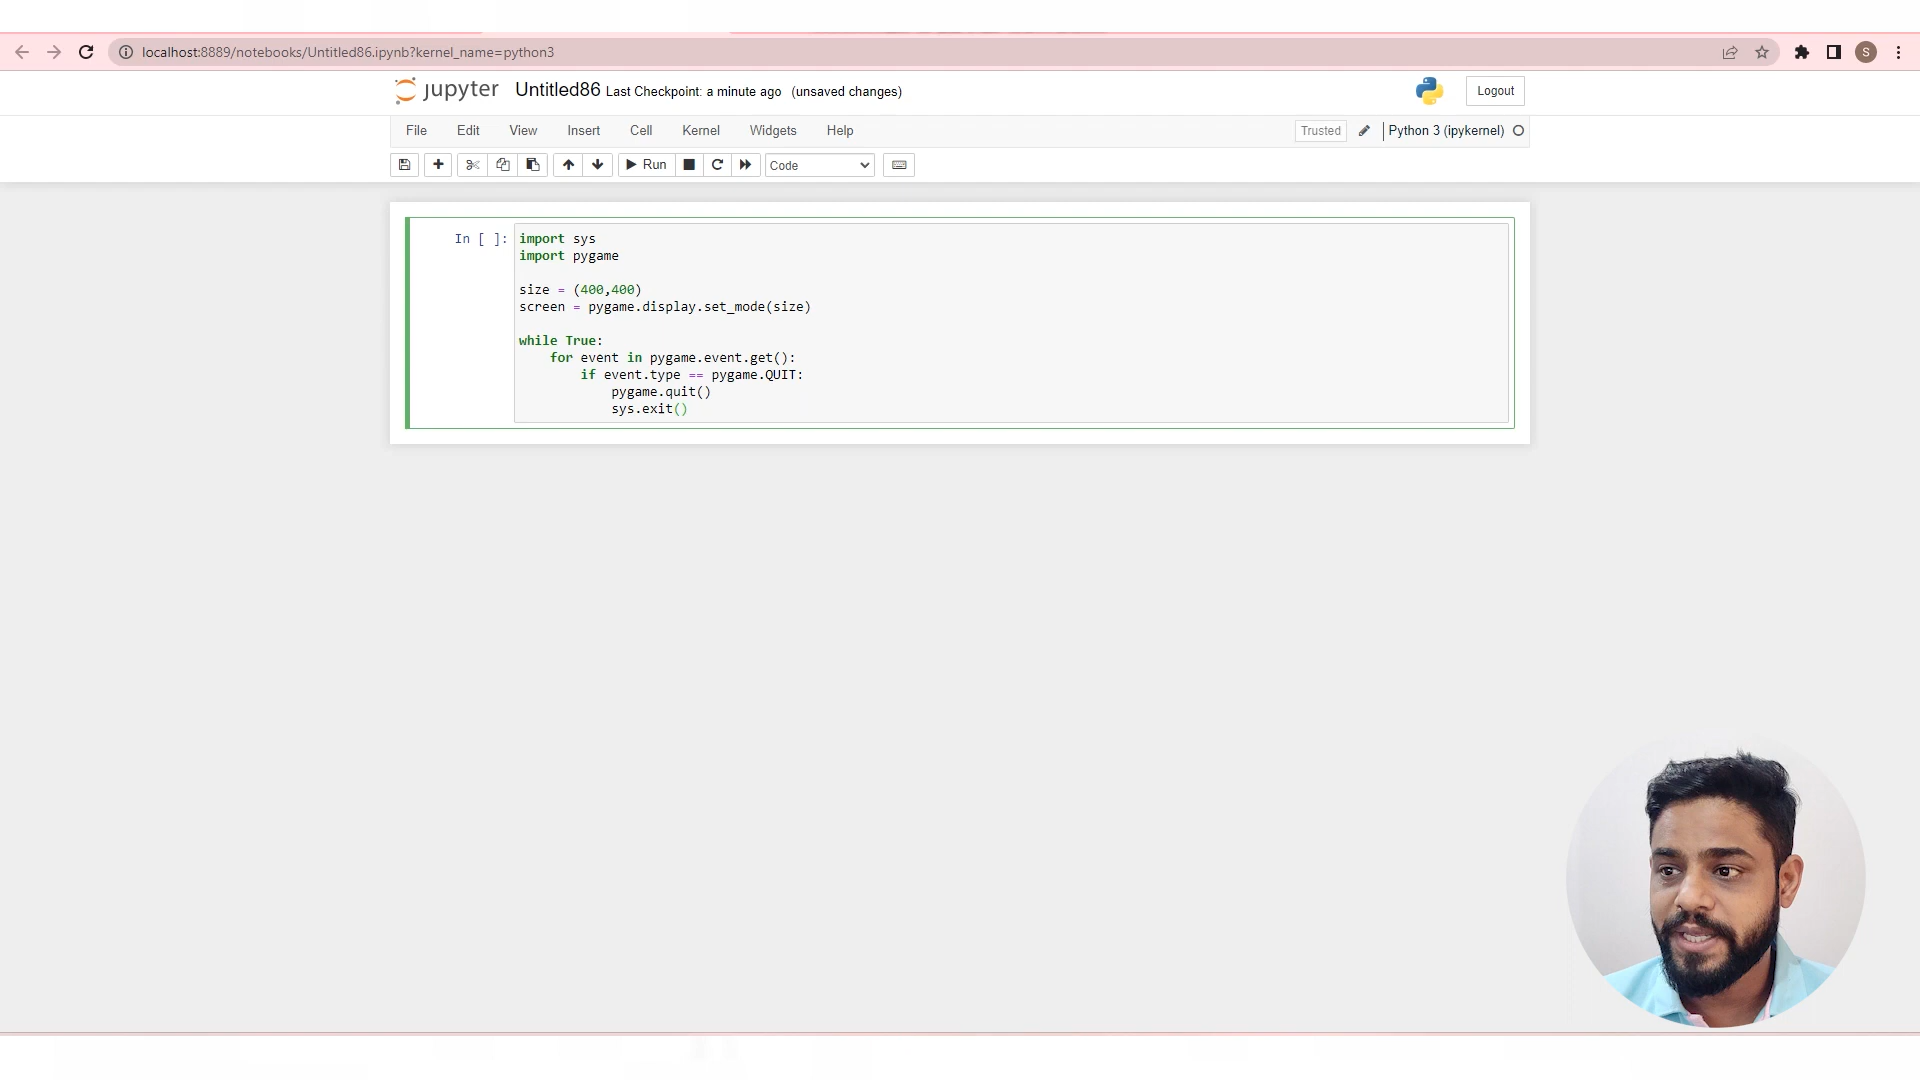 localhost:8889/notebooks/Untitled86.ipynb?kernel_name=python3
S
jupyter Untitled86 Last Checkpoint: a minute ago (unsaved changes)
Logout
File Edit View Insert Cell Kernel Widgets Help
Trusted Python 3 (ipykernel)
Run Code
In [ ]: import sys
import pygame
size = (400,400)
screen = pygame.display.set_mode(size)
while True:
for event in pygame.event.get():
if event.type == pygame.QUIT:
pygame.quit()
sys.exit()